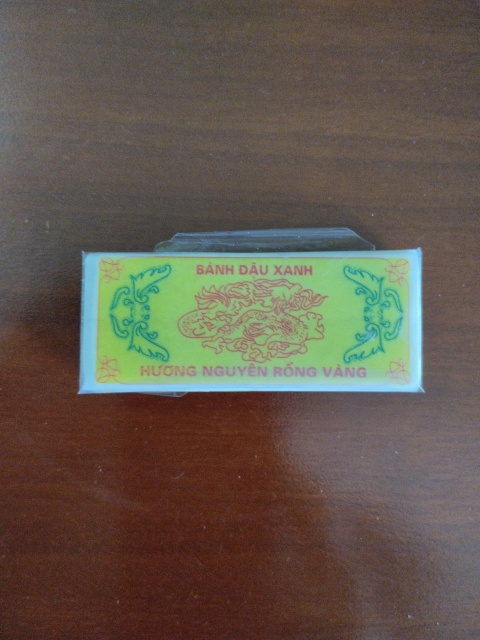 BÁNH ĐẬU XANH
HƯƠNG NGUYÊN RỒNG VÀNG